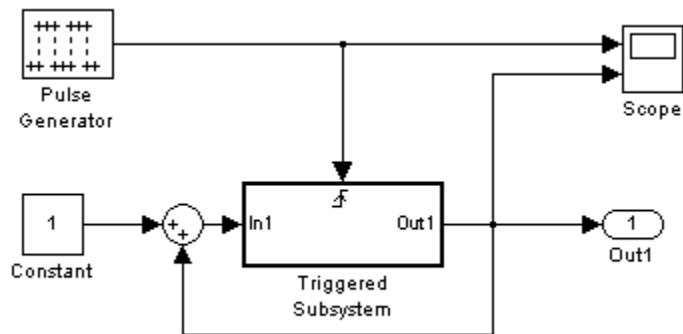 Pulse
Generator
Scope
1
Constant
In1
Out1
Triggered
Subsystem
1
Out1